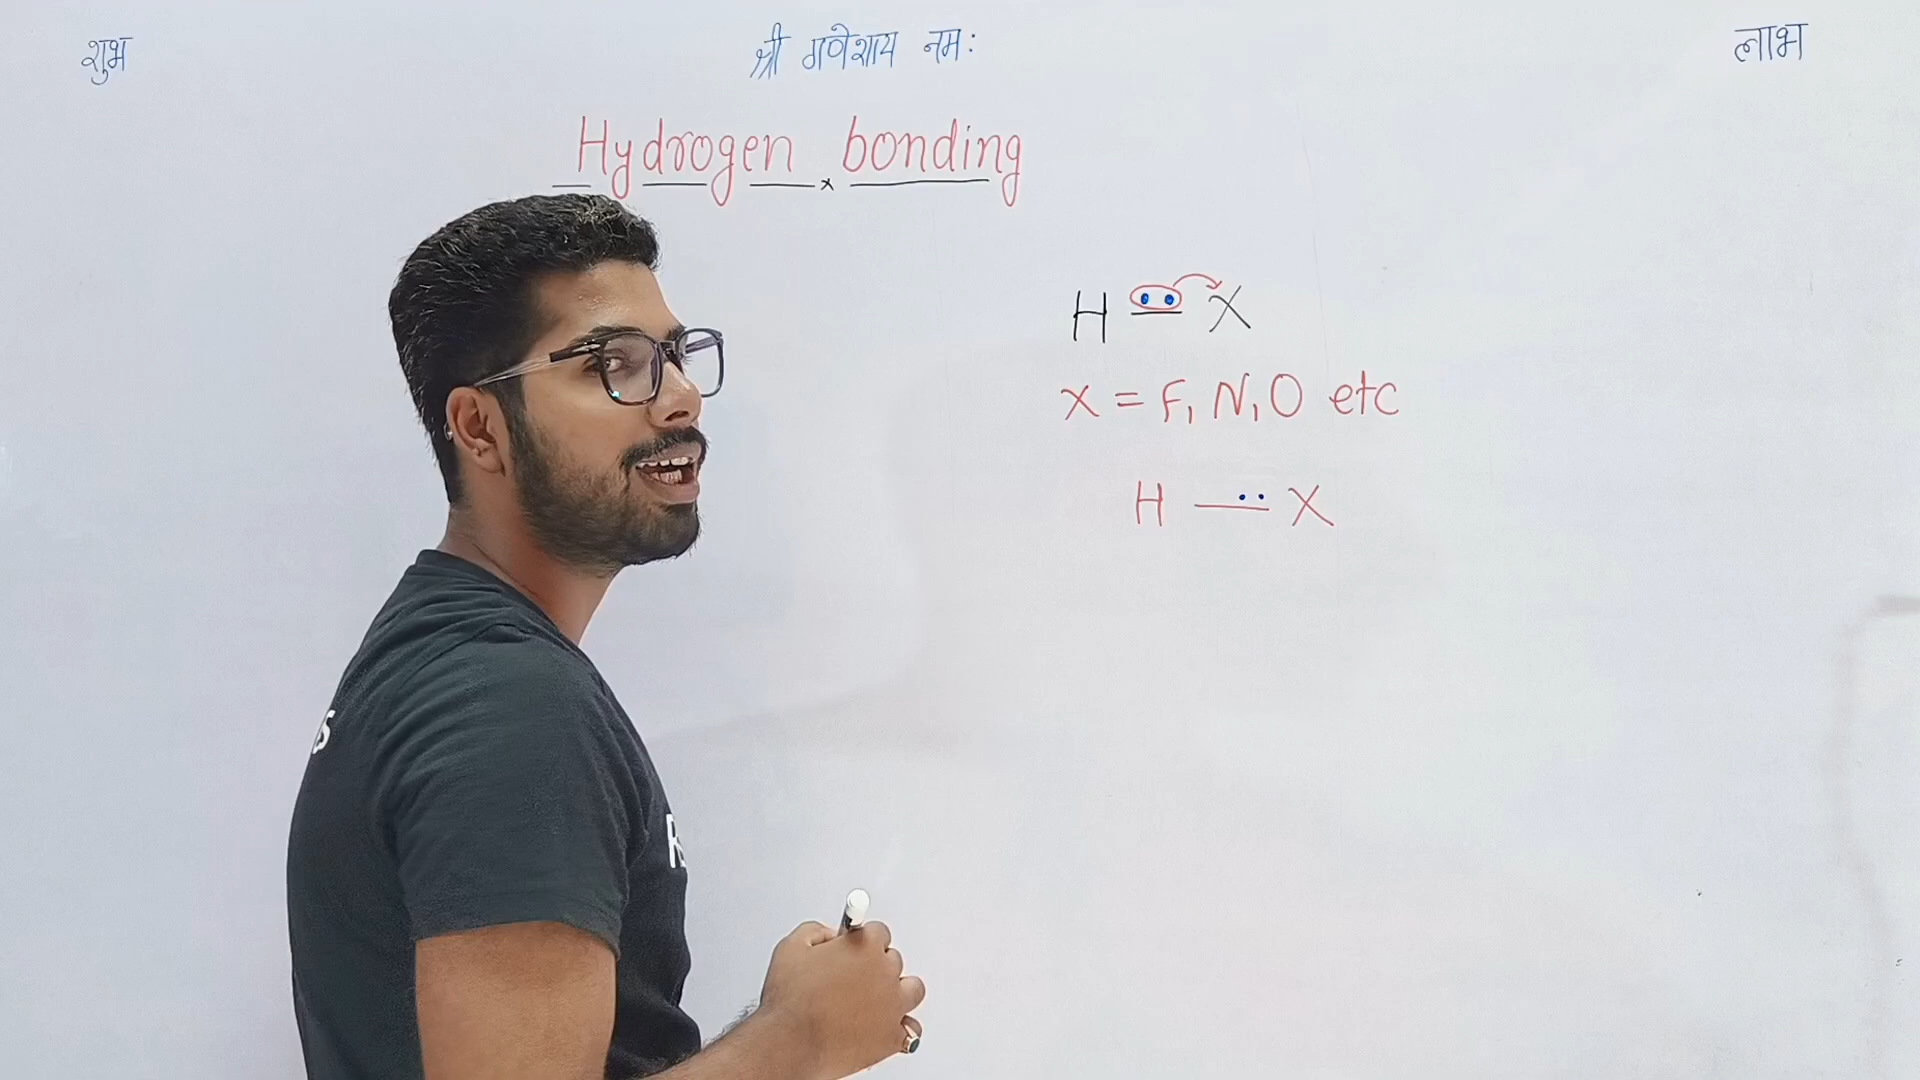 शुभ श्री गणेशाय नम: लाभ
Hydrogen bonding
H •• X
X = F, N, O etc
H —•• X